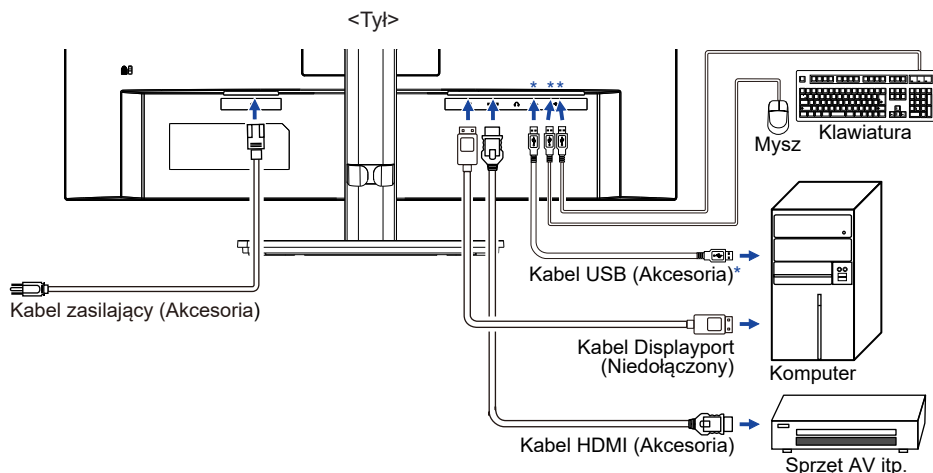 <Tył>
* **
Klawiatura
Mysz
Kabel USB (Akcesoria)*
Kabel zasilający (Akcesoria)
Kabel Displayport
(Niedołączony)
Komputer
Kabel HDMI (Akcesoria)
Sprzęt AV itp.